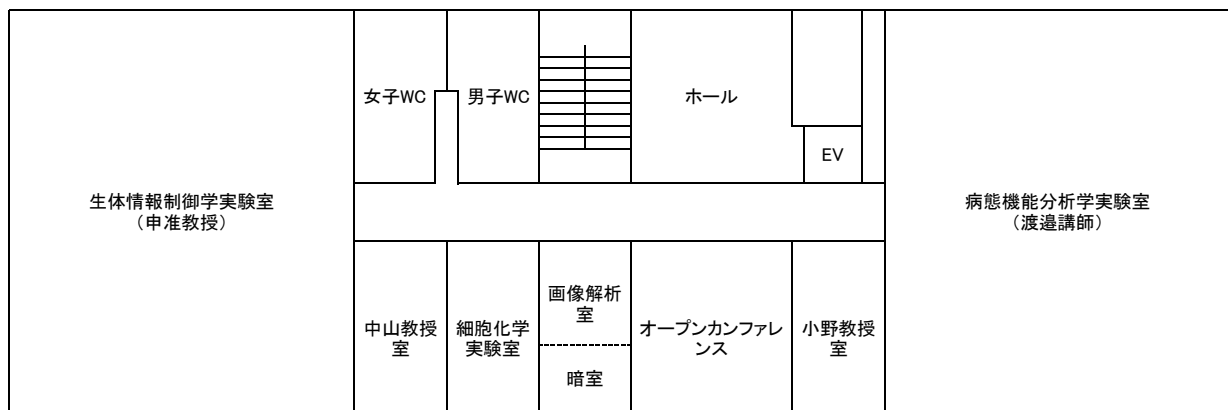 女子WC
男子WC
ホール
EV
生体情報制御学実験室
（申准教授）
病態機能分析学実験室
（渡邉講師）
中山教授
室
細胞化学
実験室
画像解析
室
暗室
オープンカンファレ
ンス
小野教授
室